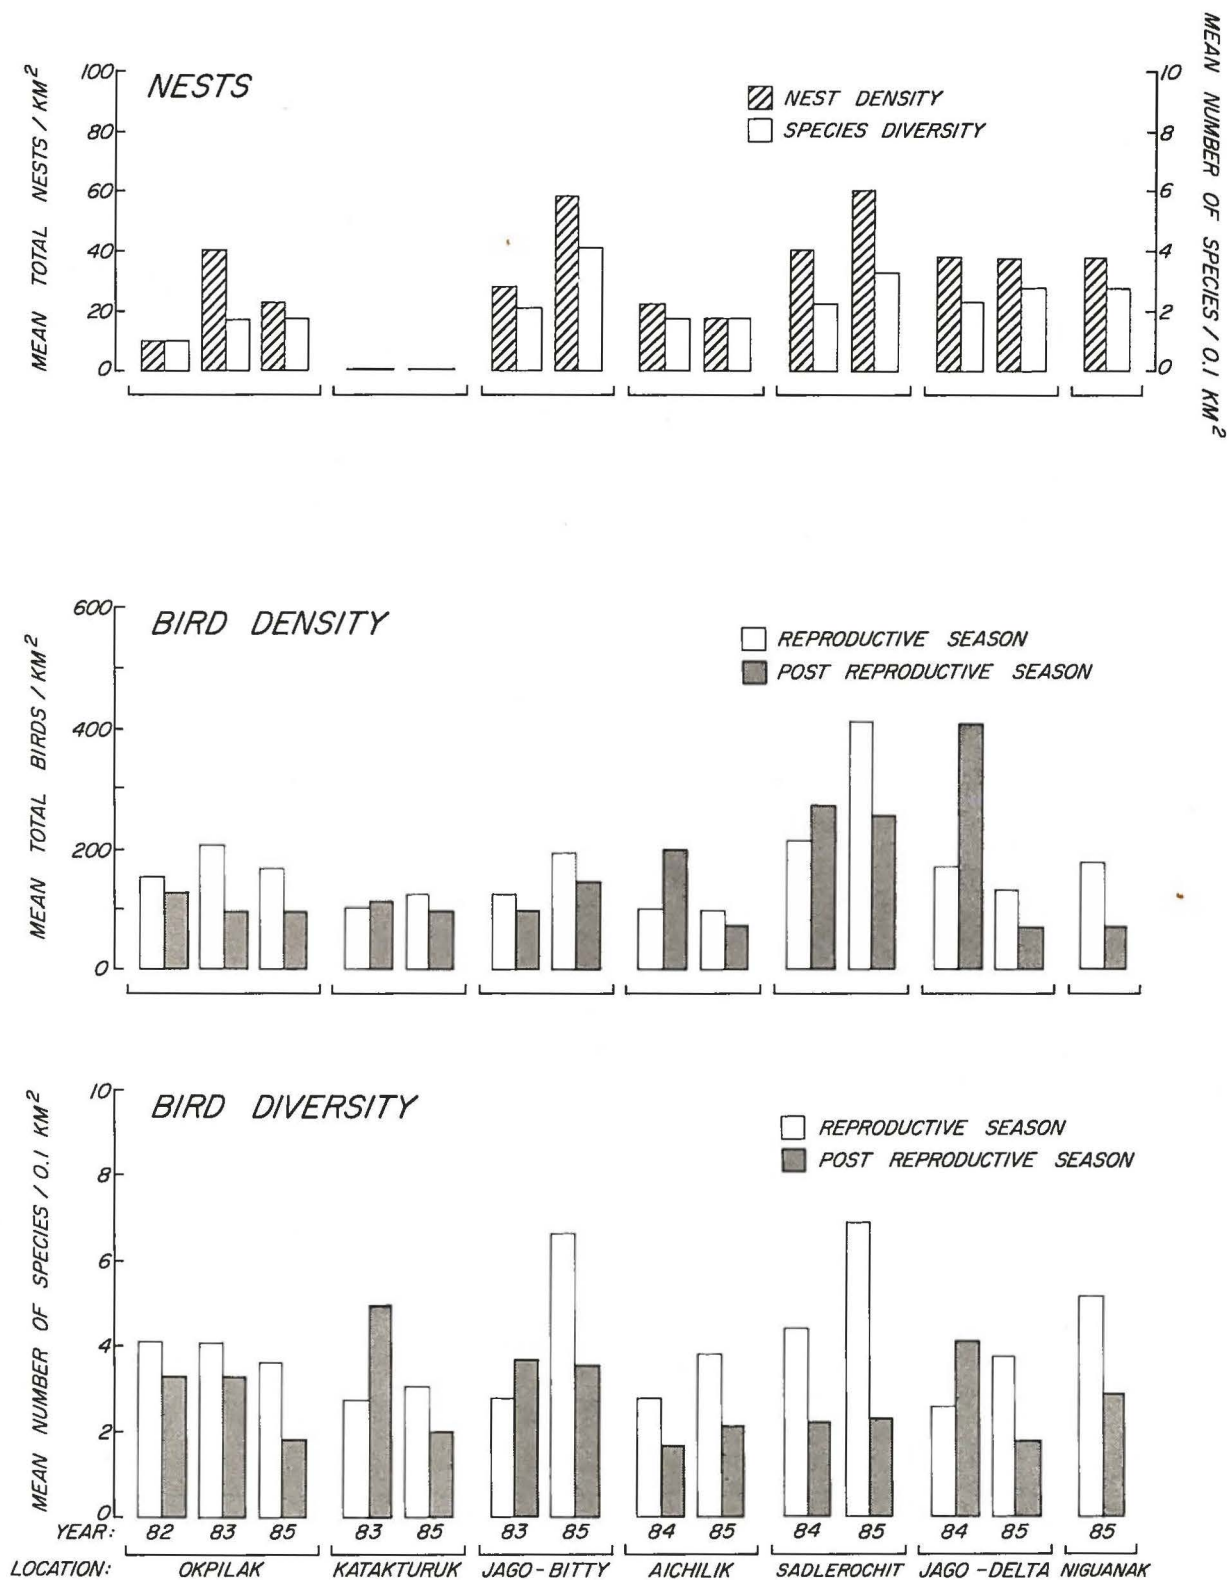 NESTS
MEAN TOTAL NESTS / KM²
100
80
60
40
20
0
NEST DENSITY
SPECIES DIVERSITY
10
8
6
4
2
0
MEAN NUMBER OF SPECIES / 0.1 KM²
BIRD DENSITY
MEAN TOTAL BIRDS / KM²
600
400
200
0
REPRODUCTIVE SEASON
POST REPRODUCTIVE SEASON
BIRD DIVERSITY
MEAN NUMBER OF SPECIES / 0.1 KM²
10
8
6
4
2
0
REPRODUCTIVE SEASON
POST REPRODUCTIVE SEASON
YEAR: 82 83 85 83 85 83 85 84 85 84 85 84 85 85
LOCATION: OKPILAK KATAKTURUK JAGO-BITTY AICHILIK SADLEROCHIT JAGO-DELTA NIGUANAK